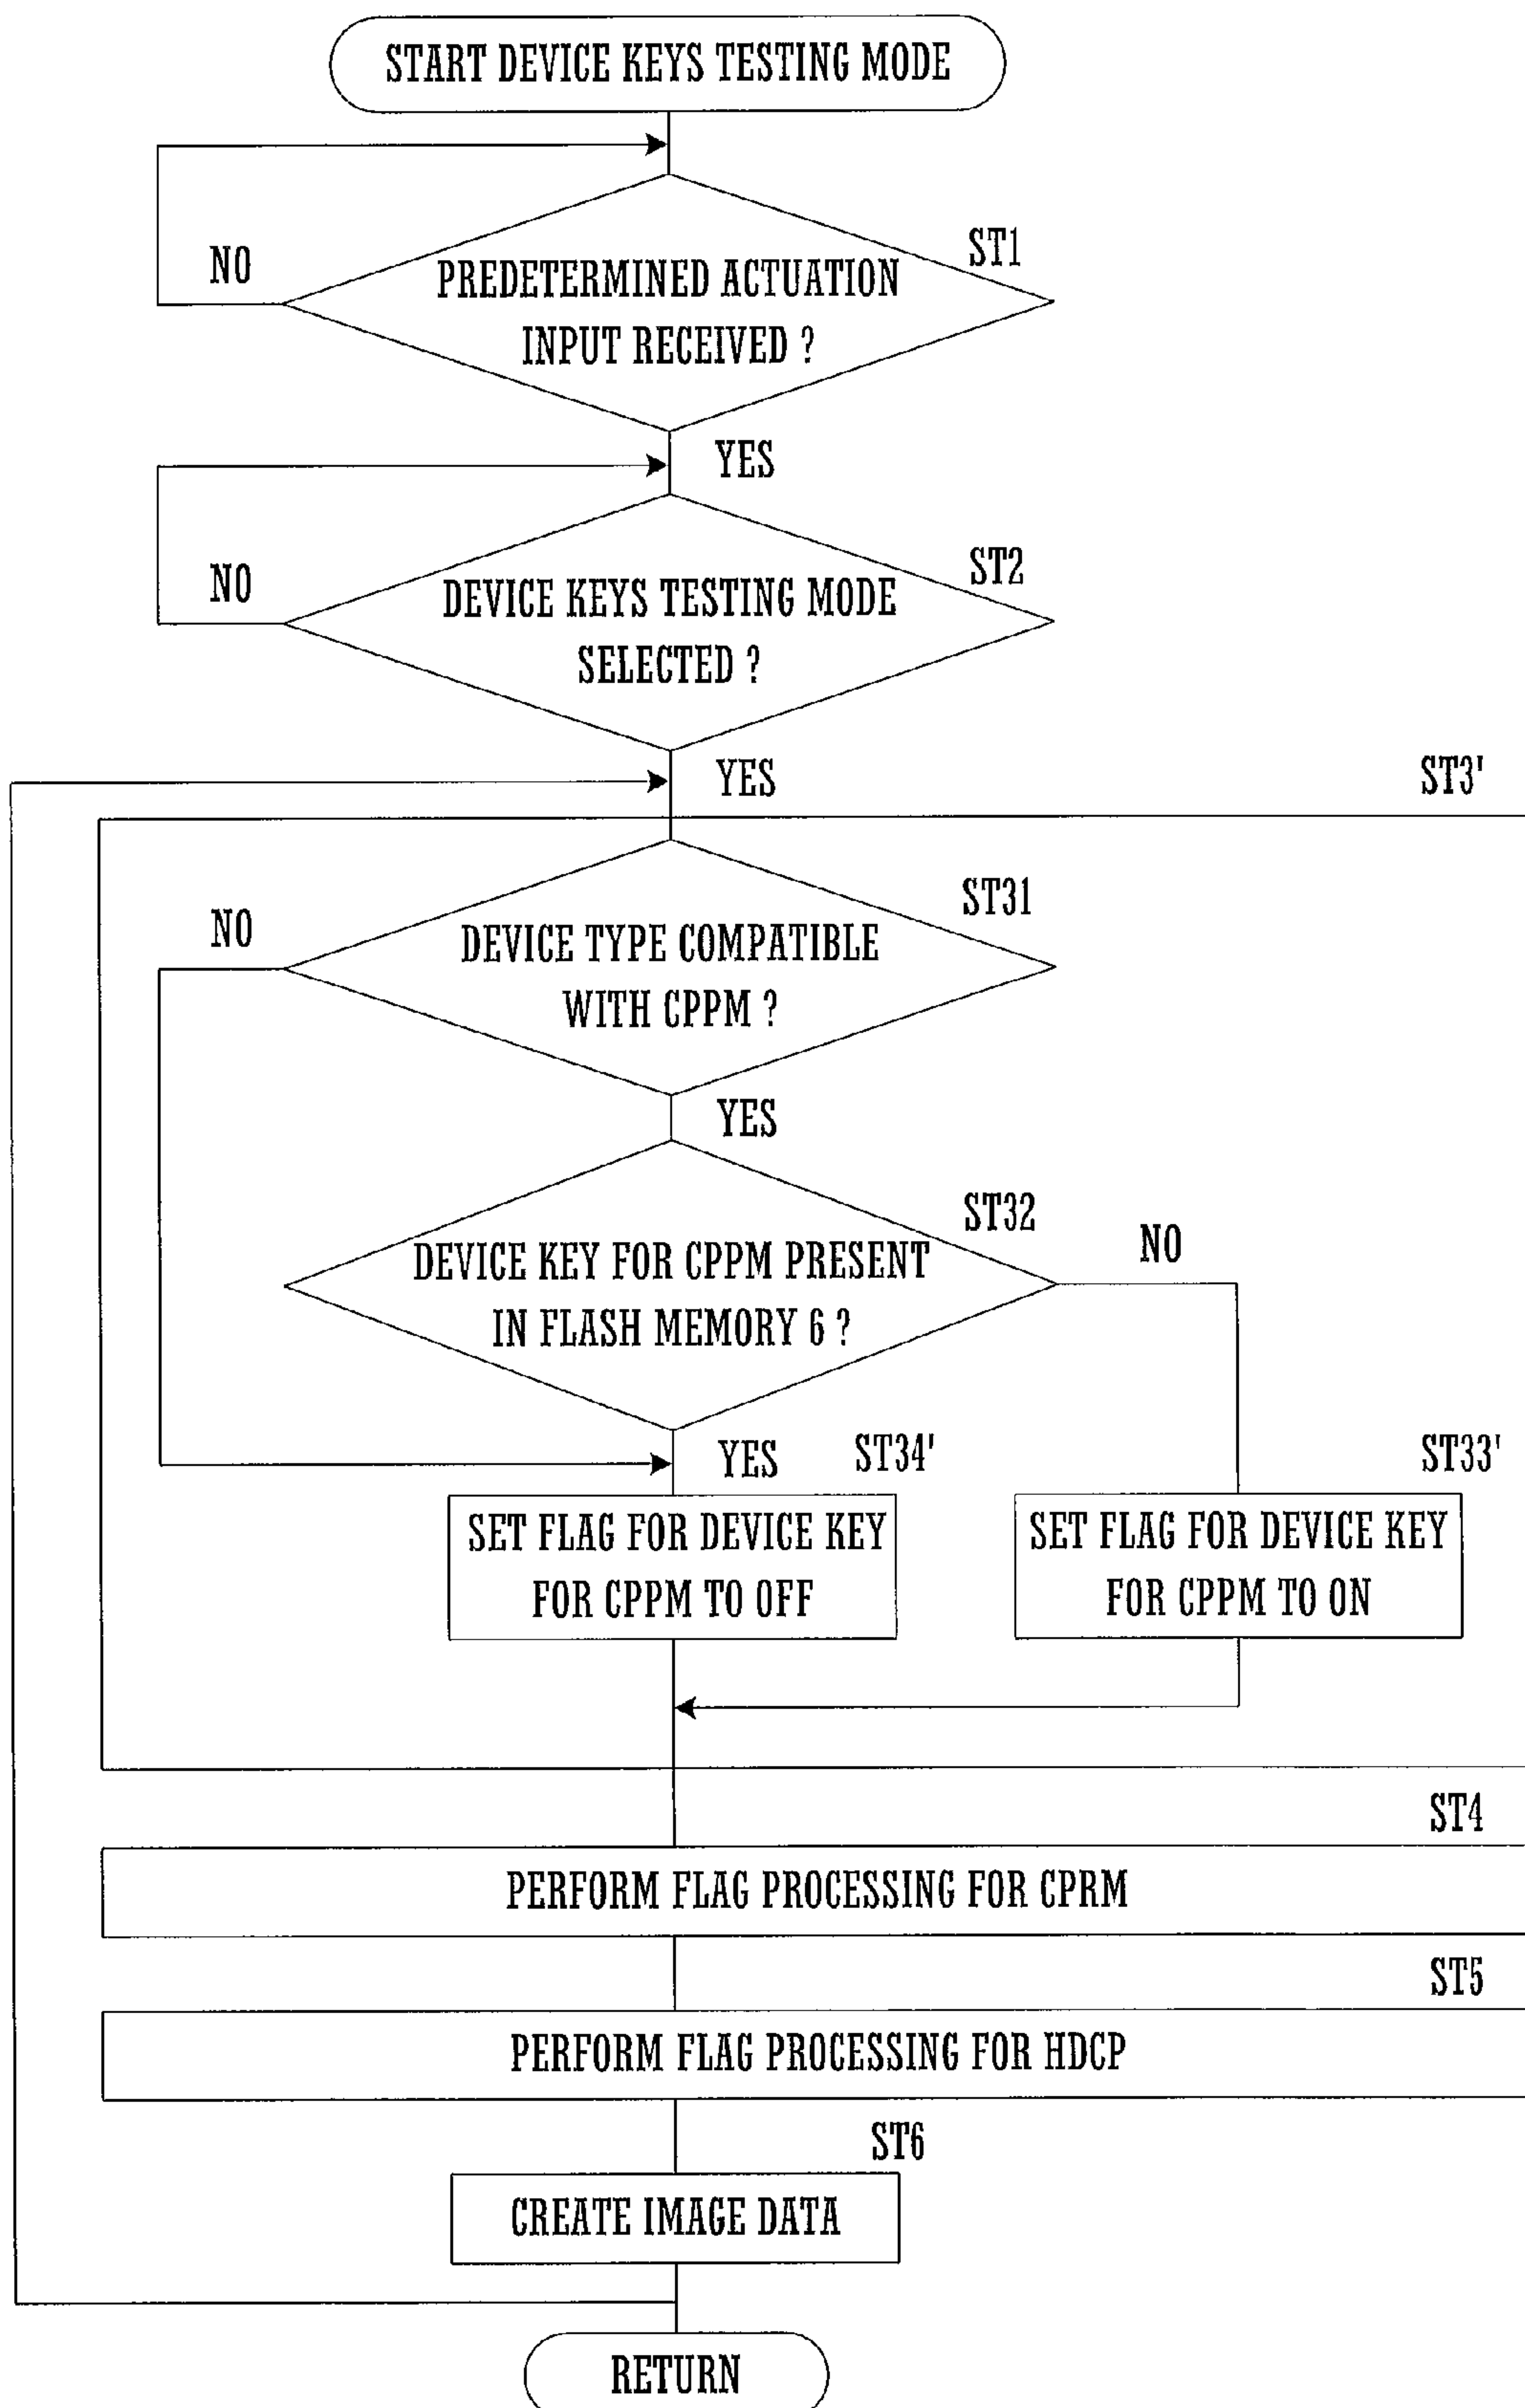 START DEVICE KEYS TESTING MODE
ST1
NO
PREDETERMINED ACTUATION
INPUT RECEIVED ?
YES
ST2
NO
DEVICE KEYS TESTING MODE
SELECTED ?
YES
ST3'
ST31
NO
DEVICE TYPE COMPATIBLE
WITH CPPM ?
YES
ST32
NO
DEVICE KEY FOR CPPM PRESENT
IN FLASH MEMORY 6 ?
YES
ST34'
ST33'
SET FLAG FOR DEVICE KEY
FOR CPPM TO OFF
SET FLAG FOR DEVICE KEY
FOR CPPM TO ON
ST4
PERFORM FLAG PROCESSING FOR CPRM
ST5
PERFORM FLAG PROCESSING FOR HDCP
ST6
CREATE IMAGE DATA
RETURN